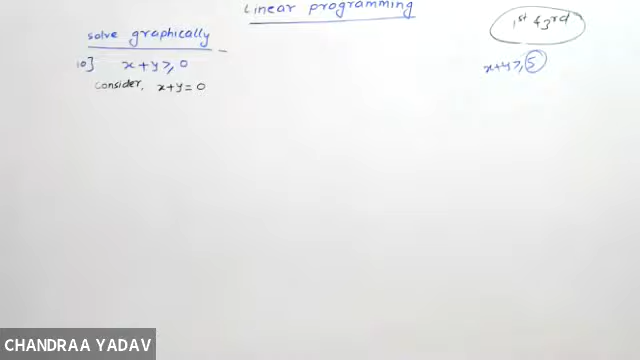 Linear programming
1st & 3rd
solve graphically
10] x + y ≥ 0
x+y ≥ 5
Consider, x+y = 0
CHANDRAA YADAV